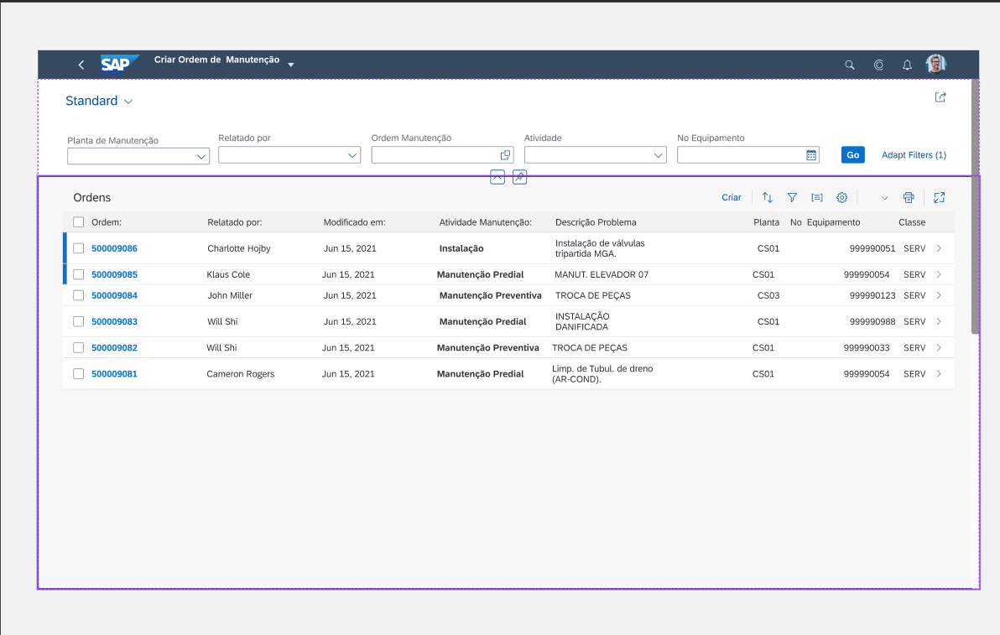 SAP Criar Ordem de Manutenção
Standard
Planta de Manutenção Relatado por Ordem Manutenção Atividade No Equipamento
Go Adapt Filters (1)
Ordens Criar
Ordem: Relatado por: Modificado em: Atividade Manutenção: Descrição Problema Planta No Equipamento Classe
500009086 Charlotte Hojby Jun 15, 2021 Instalação Instalação de válvulas CS01 999990051 SERV
tripartida MGA.
500009085 Klaus Cole Jun 15, 2021 Manutenção Predial MANUT. ELEVADOR 07 CS01 999990054 SERV
500009084 John Miller Jun 15, 2021 Manutenção Preventiva TROCA DE PEÇAS CS03 999990123 SERV
500009083 Will Shi Jun 15, 2021 Manutenção Predial INSTALAÇÃO CS01 999990988 SERV
DANIFICADA
500009082 Will Shi Jun 15, 2021 Manutenção Preventiva TROCA DE PEÇAS CS01 999990033 SERV
500009081 Cameron Rogers Jun 15, 2021 Manutenção Predial Limp. de Tubul. de dreno CS01 999990054 SERV
(AR-COND).